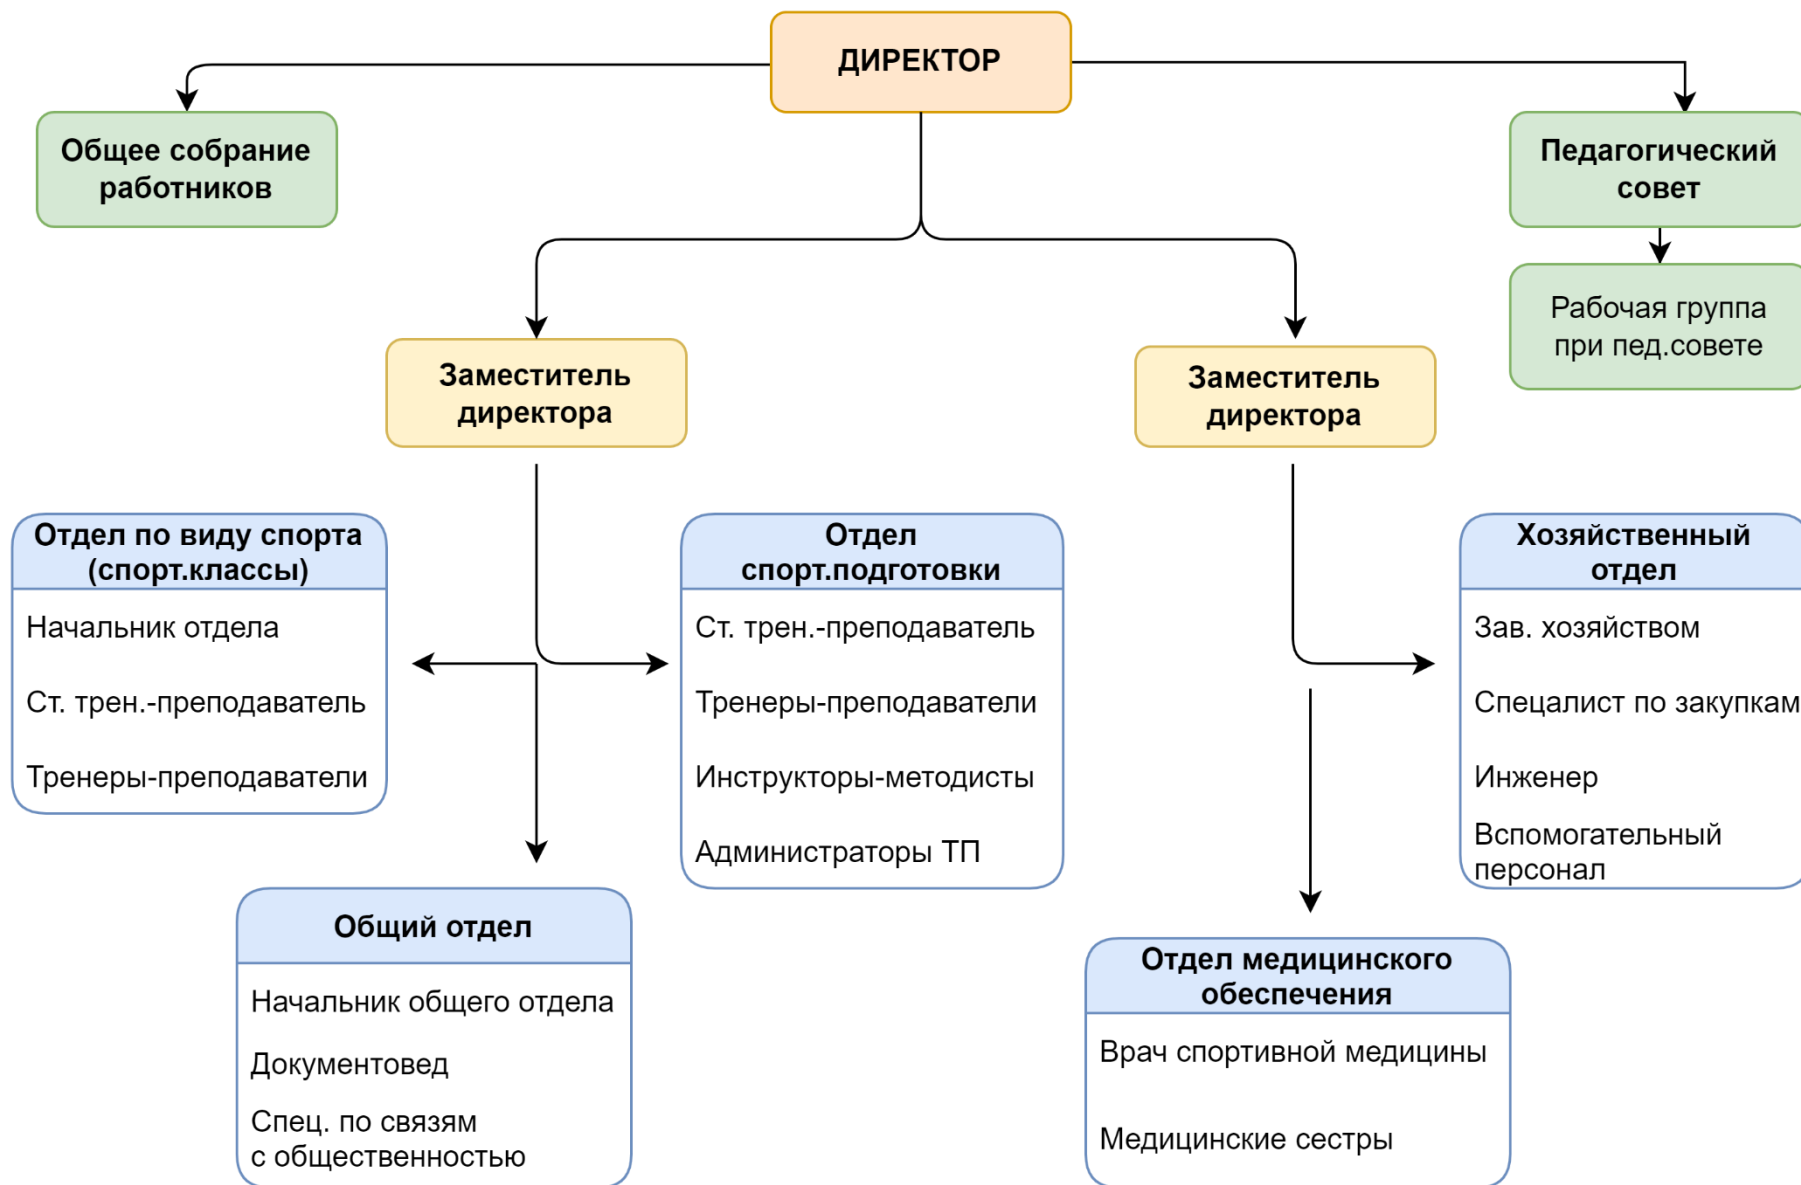 ДИРЕКТОР
Общее собрание
работников
Педагогический
совет
Рабочая группа
при пед.совете
Заместитель
директора
Заместитель
директора
Отдел по виду спорта
(спорт.классы)
Начальник отдела
Ст. трен.-преподаватель
Тренеры-преподаватели
Отдел
спорт.подготовки
Ст. трен.-преподаватель
Тренеры-преподаватели
Инструкторы-методисты
Администраторы ТП
Хозяйственный
отдел
Зав. хозяйством
Спецалист по закупкам
Инженер
Вспомогательный
персонал
Общий отдел
Начальник общего отдела
Документовед
Спец. по связям
с общественностью
Отдел медицинского
обеспечения
Врач спортивной медицины
Медицинские сестры